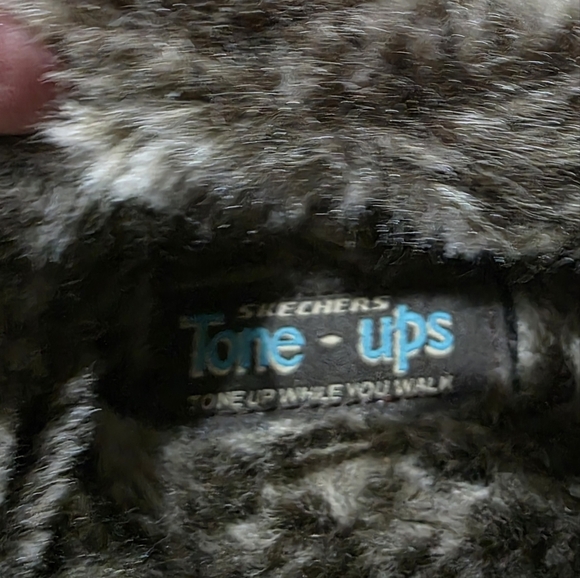 SKECHERS
Tone-ups
TONE UP WHILE YOU WALK